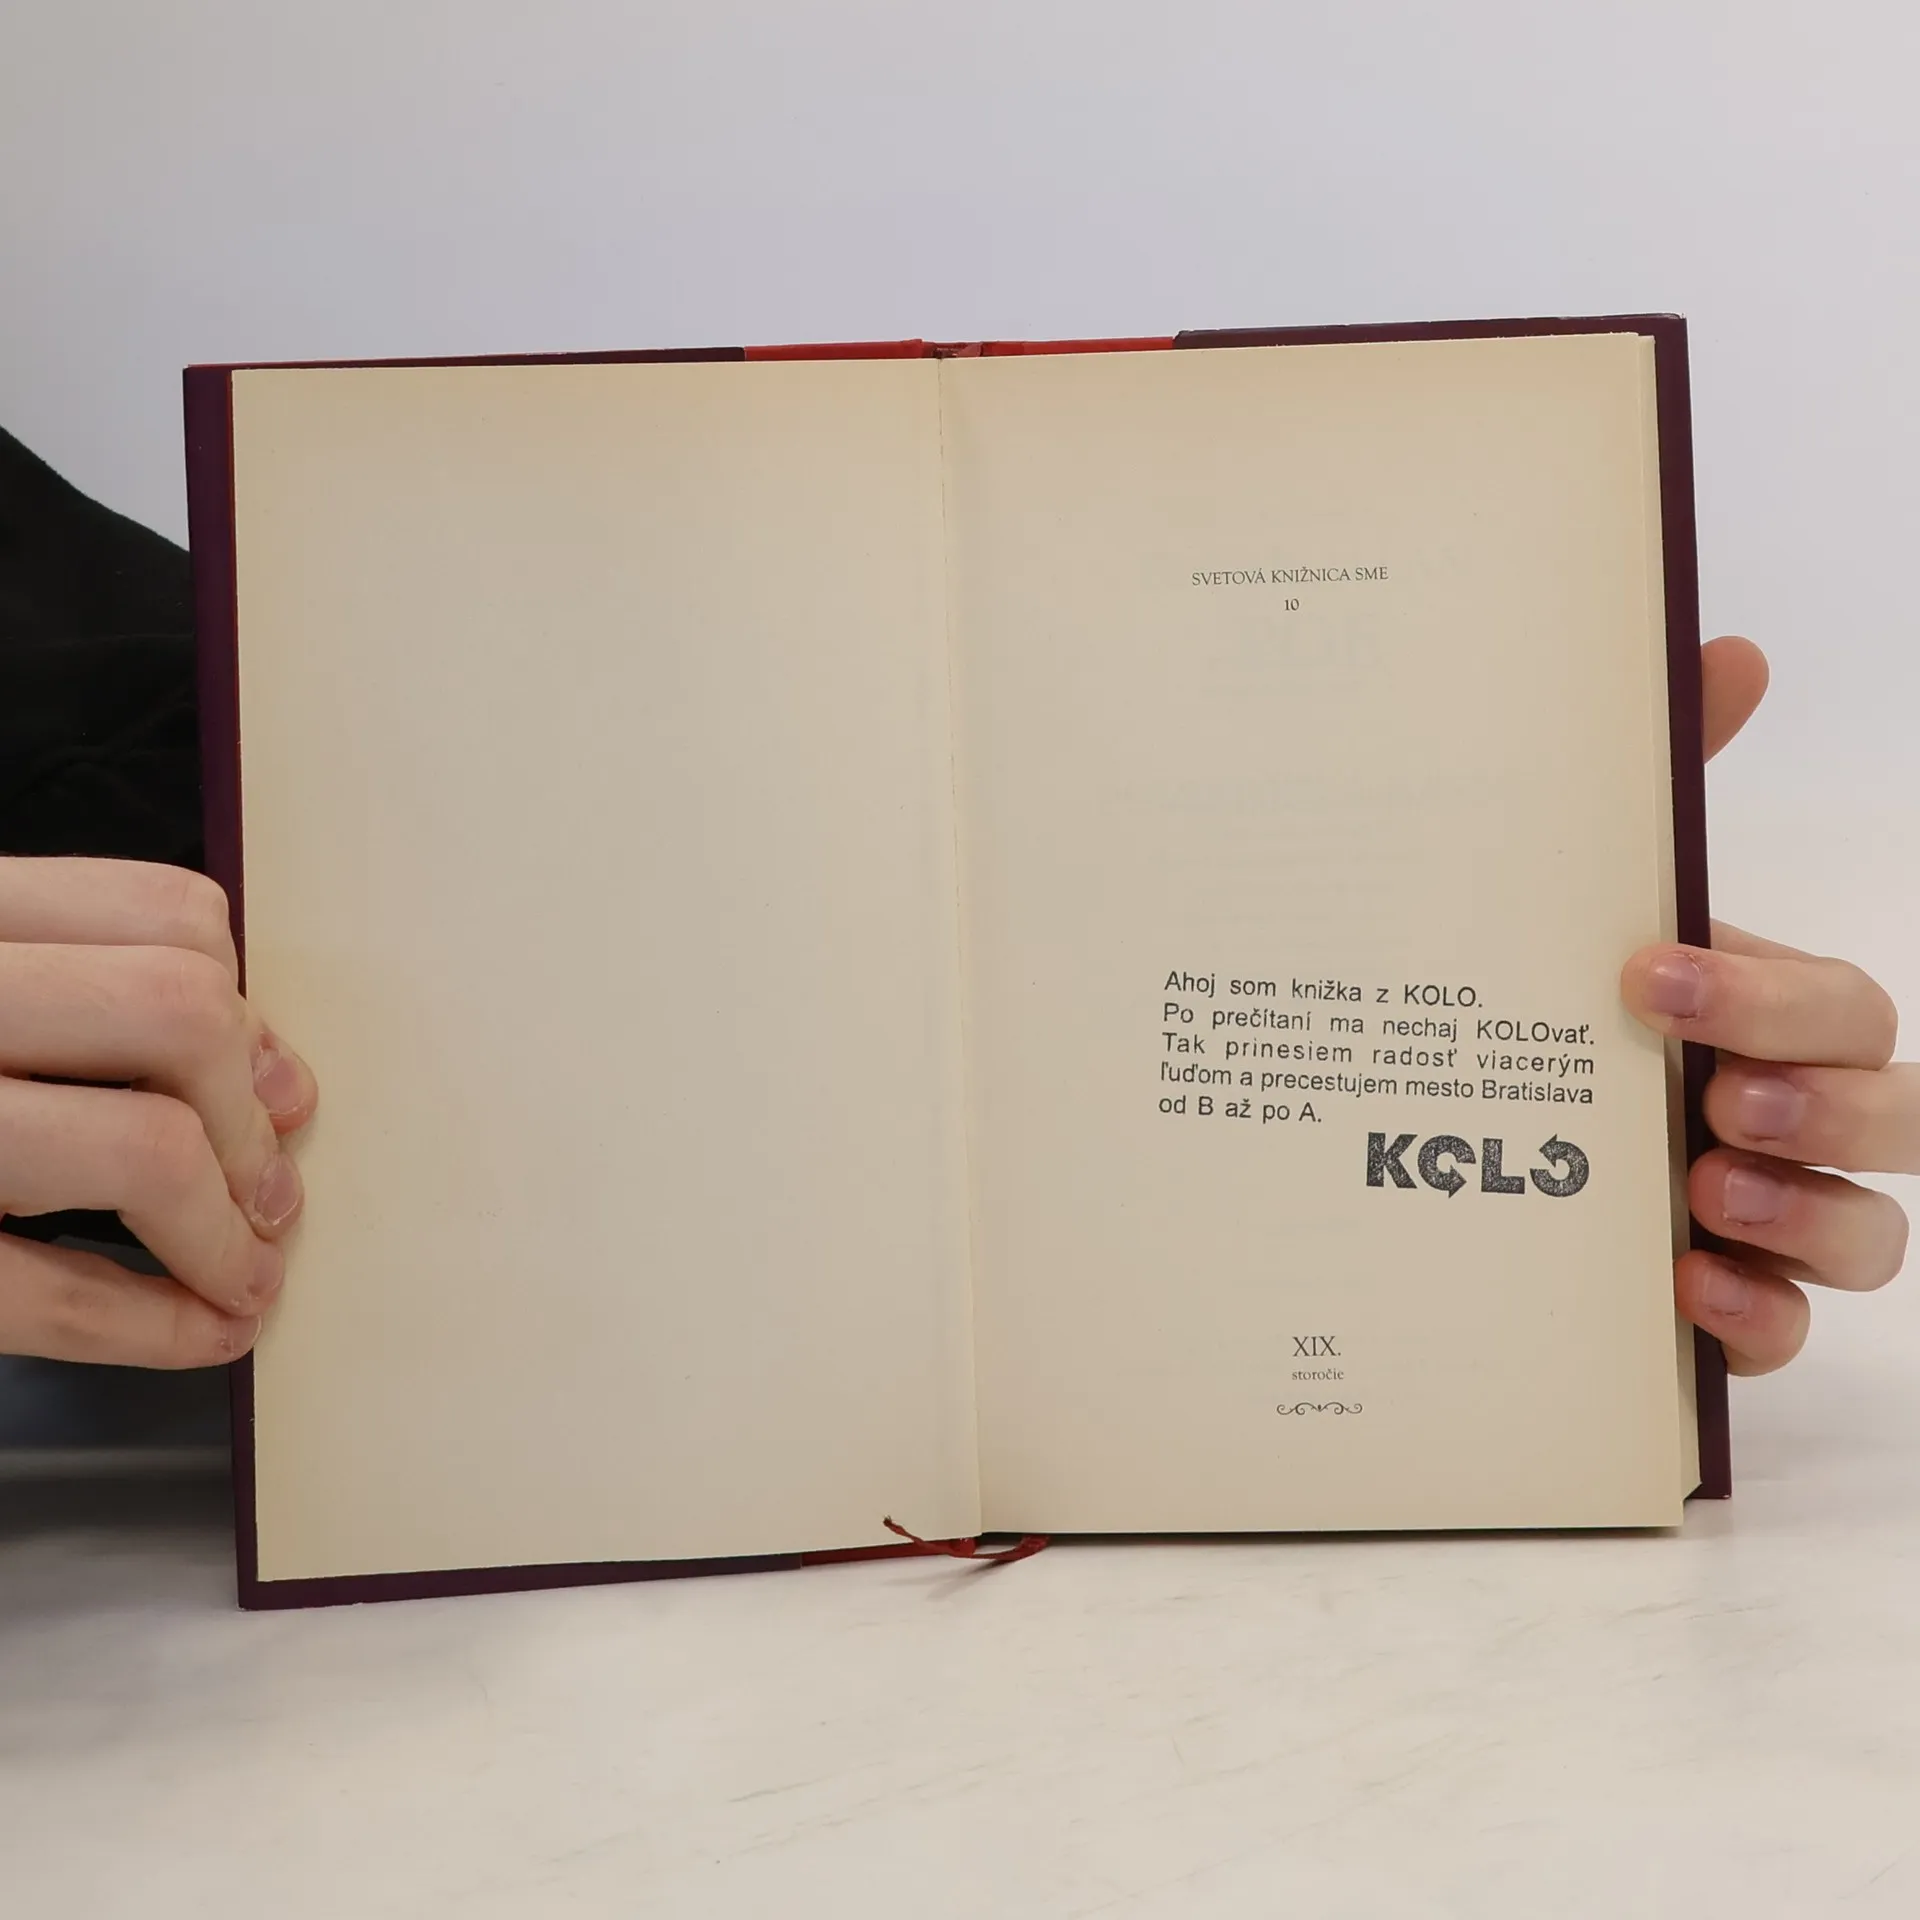 SVETOVÁ KNIŽNICA SME
10
Ahoj som knižka z KOLO.
Po prečítaní ma nechaj KOLOvať.
Tak prinesiem radosť viacerým
ľuďom a precestujem mesto Bratislava
od B až po A.
KOLO
XIX.
storočie